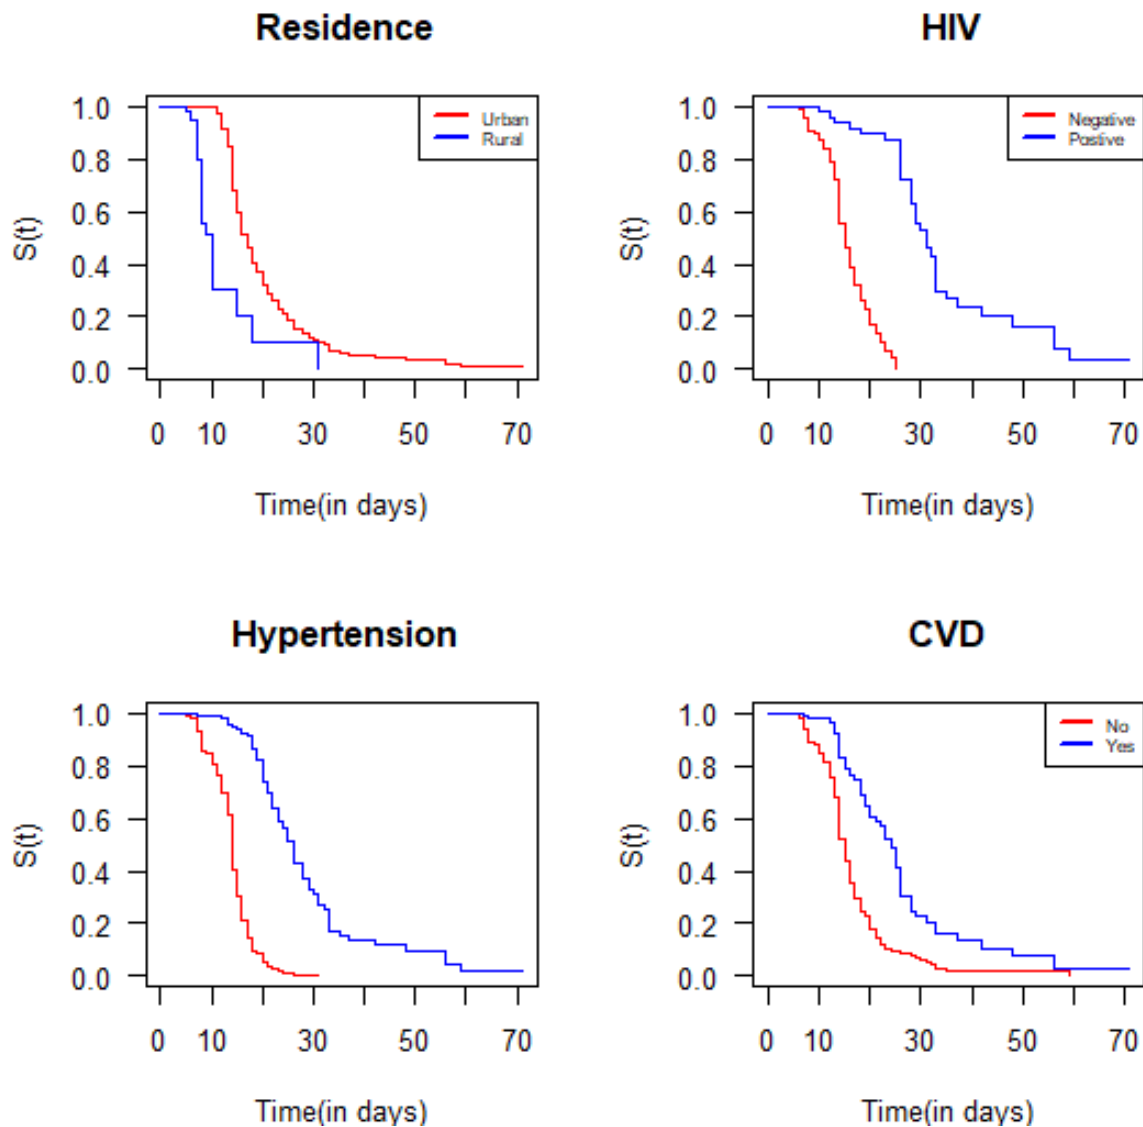 Residence
1.0
0.8
0.6
0.4
0.2
0.0
S(t)
Urban
Rural
0 10 30 50 70
Time(in days)
HIV
1.0
0.8
0.6
0.4
0.2
0.0
S(t)
Negative
Postive
0 10 30 50 70
Time(in days)
Hypertension
1.0
0.8
0.6
0.4
0.2
0.0
S(t)
0 10 30 50 70
Time(in days)
CVD
1.0
0.8
0.6
0.4
0.2
0.0
S(t)
No
Yes
0 10 30 50 70
Time(in days)